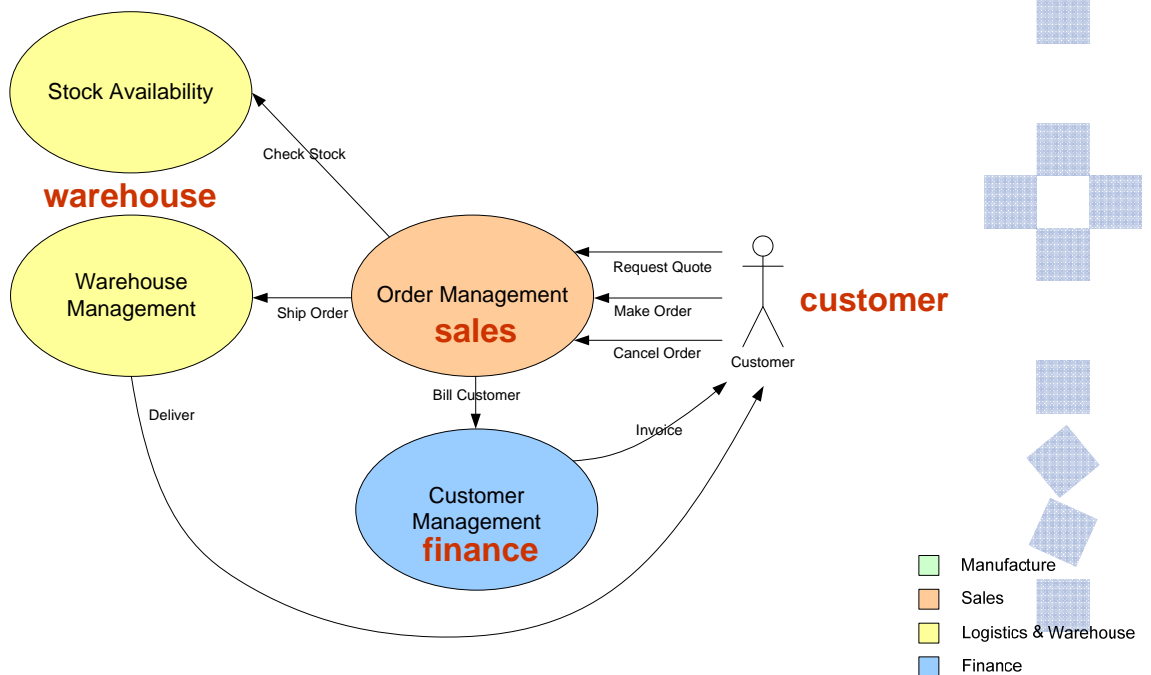 Stock Availability
Check Stock
warehouse
Warehouse
Management
Ship Order
Order Management
sales
Request Quote
Make Order
Cancel Order
customer
Customer
Bill Customer
Deliver
Invoice
Customer
Management
finance
Manufacture
Sales
Logistics & Warehouse
Finance